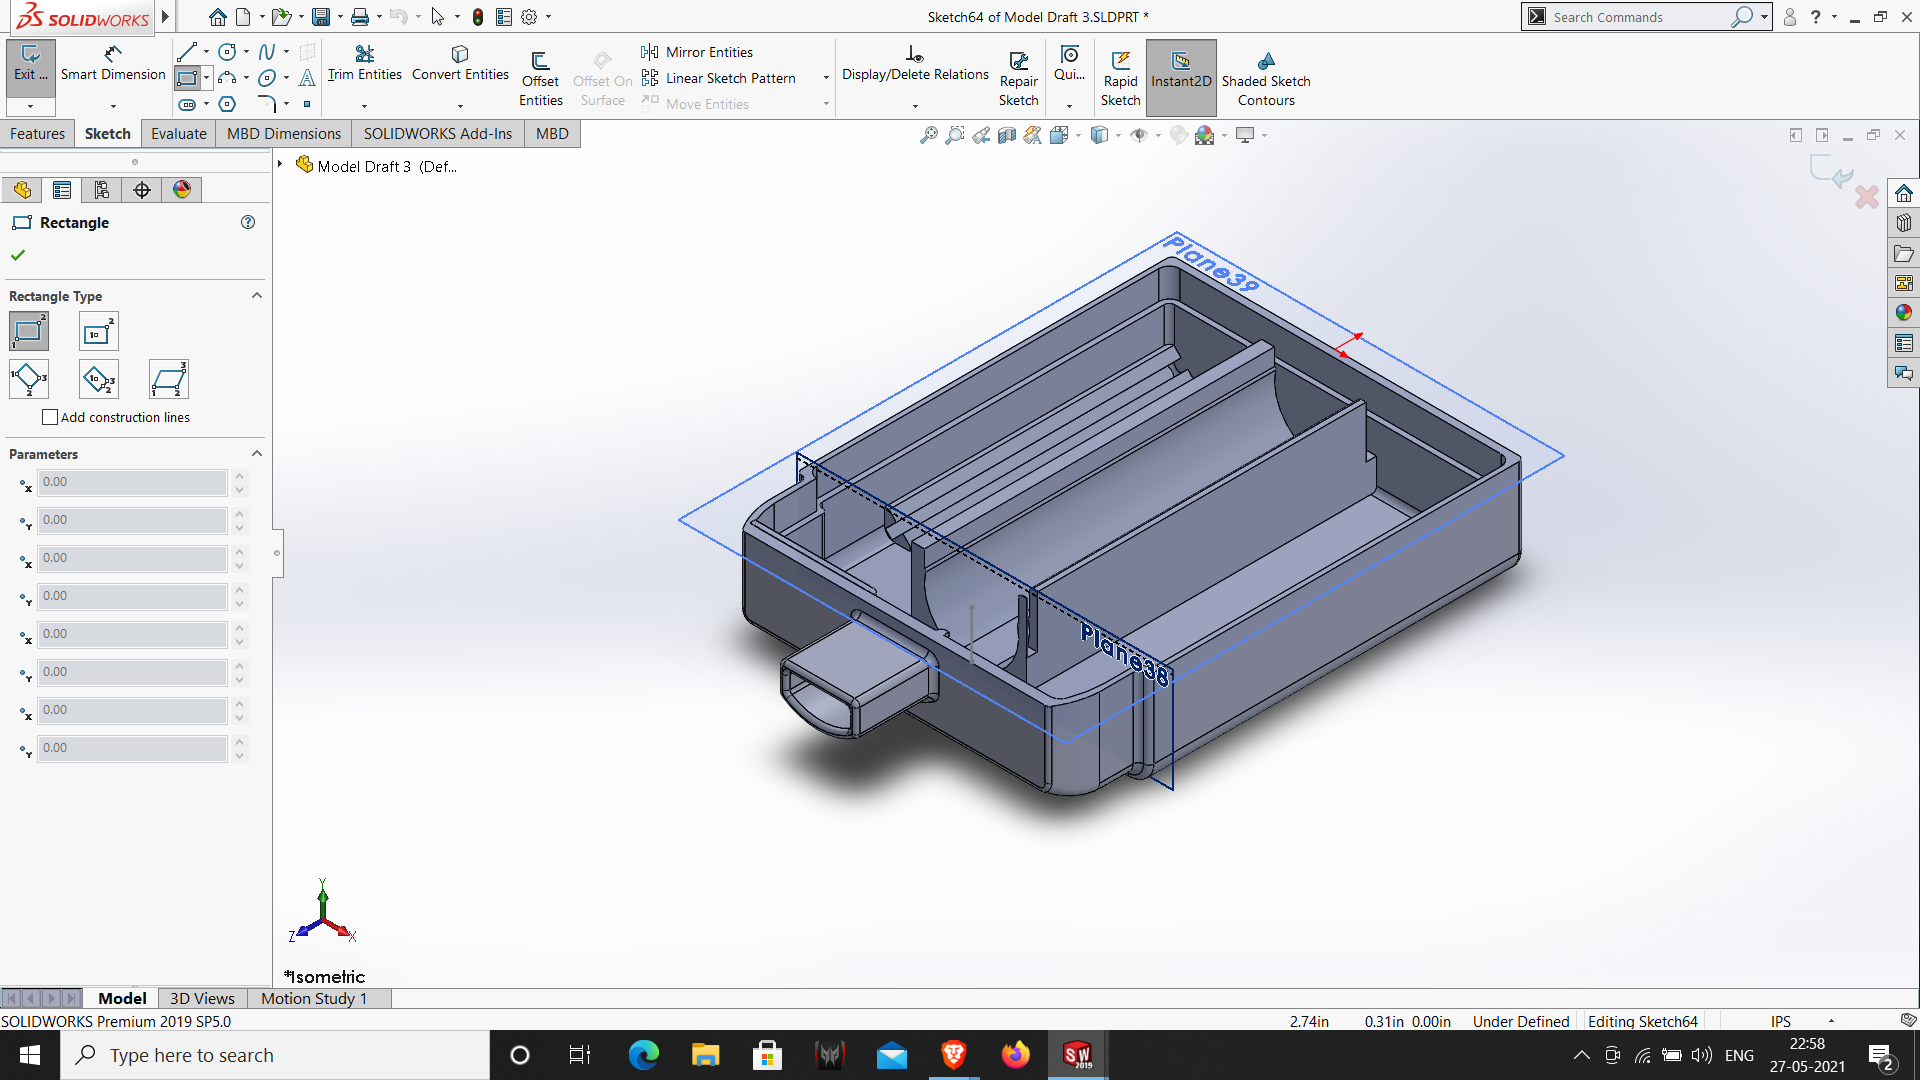 SOLIDWORKS
Sketch64 of Model Draft 3.SLDPRT *
Search Commands
Exit ...
Smart Dimension
Trim Entities
Convert Entities
Offset Entities
Offset On Surface
Mirror Entities
Linear Sketch Pattern
Move Entities
Display/Delete Relations
Repair Sketch
Qui...
Rapid Sketch
Instant2D
Shaded Sketch Contours
Features
Sketch
Evaluate
MBD Dimensions
SOLIDWORKS Add-Ins
MBD
Model Draft 3 (Def...
Rectangle
Rectangle Type
Add construction lines
Parameters
x 0.00
Y 0.00
x 0.00
Y 0.00
x 0.00
Y 0.00
x 0.00
Y 0.00
Plane39
Plane38
Y
Z
X
*Isometric
Model
3D Views
Motion Study 1
SOLIDWORKS Premium 2019 SP5.0
2.74in
0.31in
0.00in
Under Defined
Editing Sketch64
IPS
Type here to search
SW 2019
ENG
22:58
27-05-2021
2